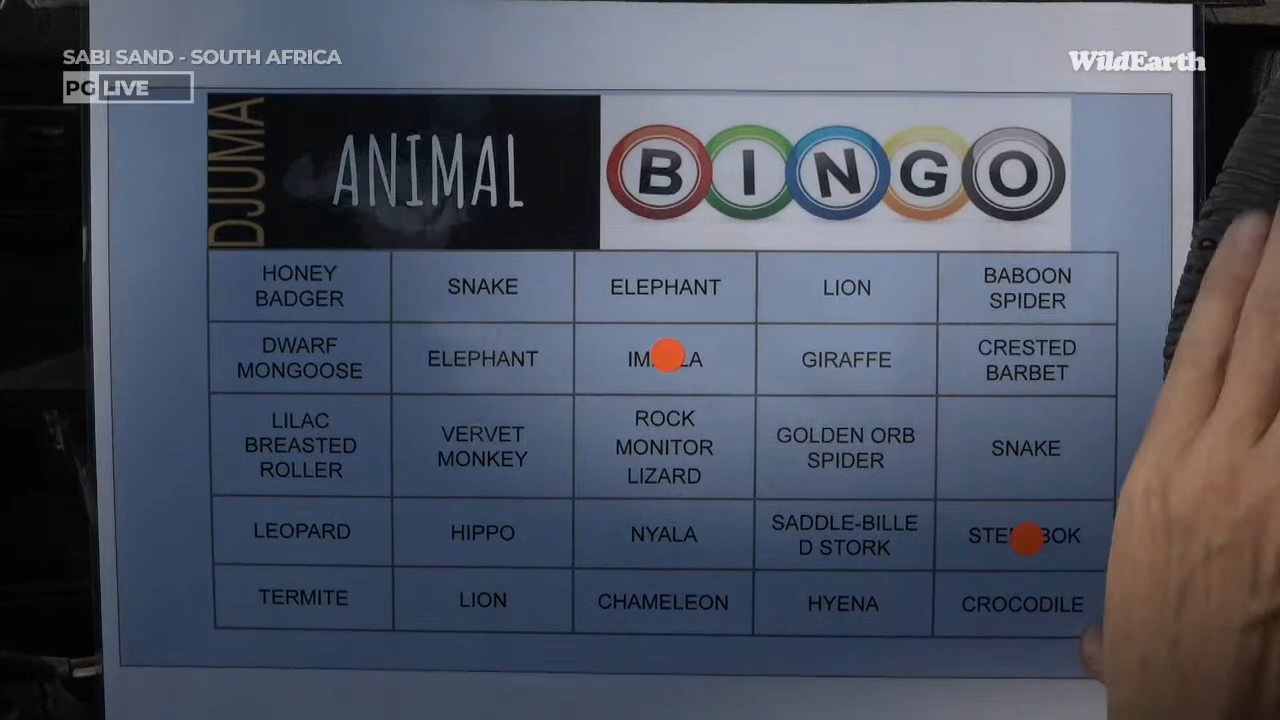 SABI SAND - SOUTH AFRICA
PG LIVE
WildEarth
DJUMA
ANIMAL
BINGO
HONEY
BADGER
SNAKE
ELEPHANT
LION
BABOON
SPIDER
DWARF
MONGOOSE
ELEPHANT
GIRAFFE
CRESTED
BARBET
LILAC
BREASTED
ROLLER
VERVET
MONKEY
ROCK
MONITOR
LIZARD
GOLDEN ORB
SPIDER
SNAKE
LEOPARD
HIPPO
NYALA
SADDLE-BILLE
D STORK
TERMITE
LION
CHAMELEON
HYENA
CROCODILE